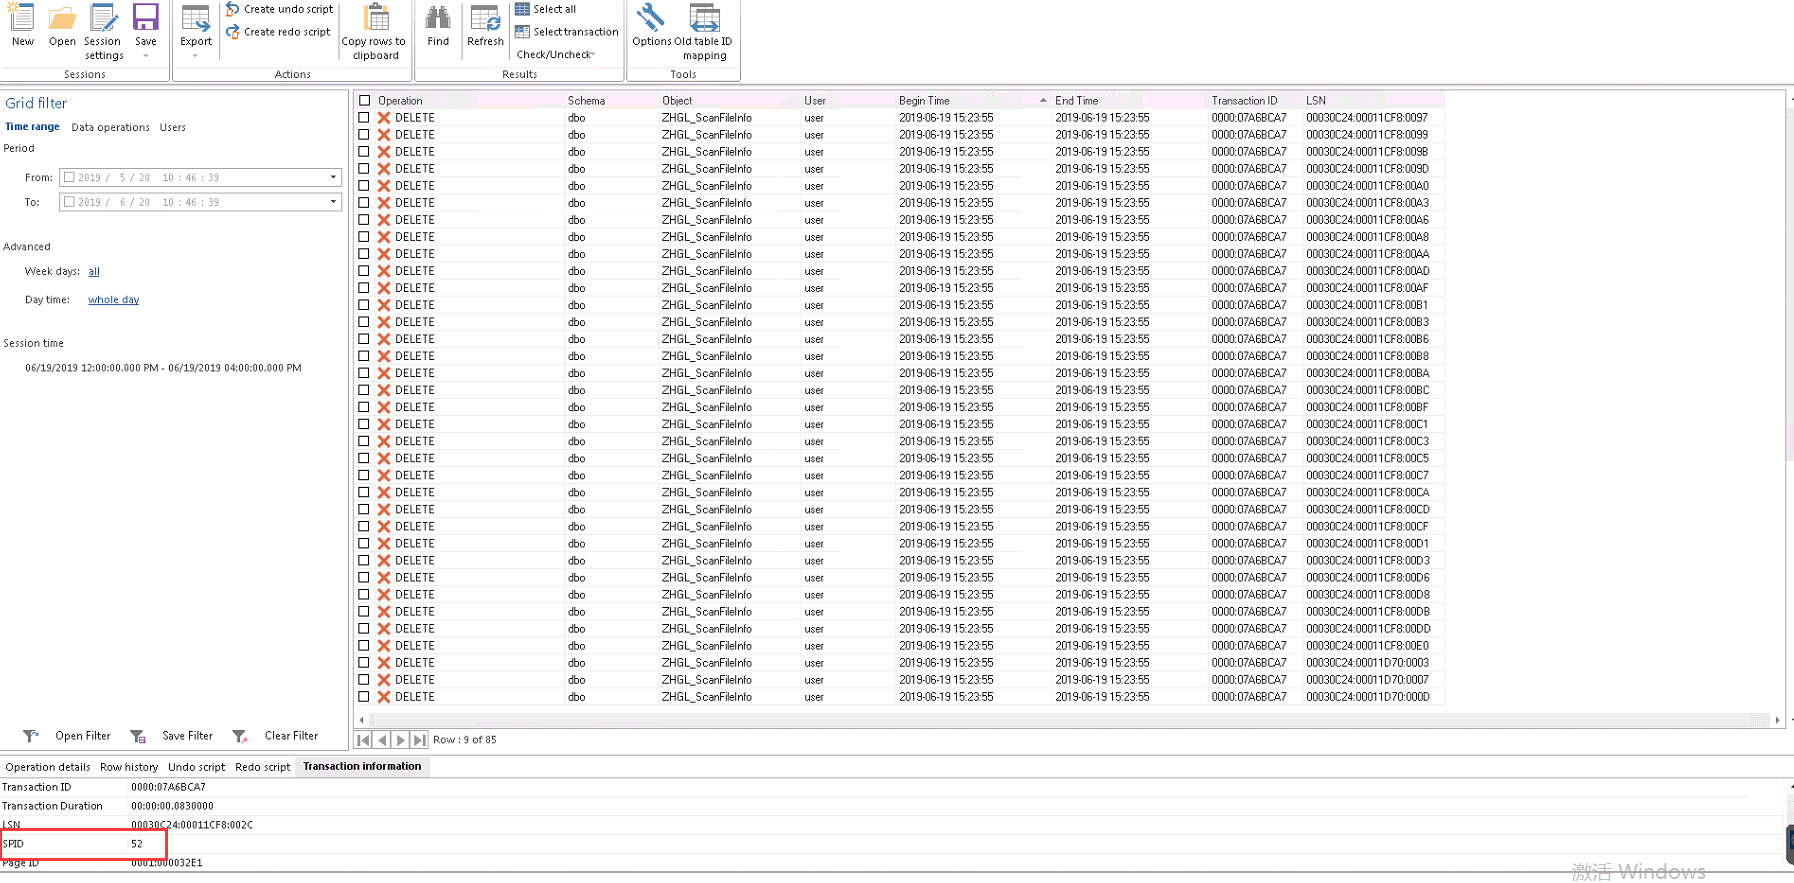 New Open Session settings Save Export Create undo script Create redo script Copy rows to clipboard Find Refresh Select all Select transaction Check/Uncheck Options Old table ID mapping
Sessions Actions Results Tools
Grid filter
Time range Data operations Users
Period
From: 2019 / 5 / 20 10 : 46 : 39
To: 2019 / 6 / 20 10 : 46 : 39
Advanced
Week days: all
Day time: whole day
Session time
06/19/2019 12:00:00.000 PM - 06/19/2019 04:00:00.000 PM
Open Filter Save Filter Clear Filter
Operation Schema Object User Begin Time End Time Transaction ID LSN
DELETE dbo ZHGL_ScanFileInfo user 2019-06-19 15:23:55 2019-06-19 15:23:55 0000:07A6BCA7 00030C24:00011CF8:0097
DELETE dbo ZHGL_ScanFileInfo user 2019-06-19 15:23:55 2019-06-19 15:23:55 0000:07A6BCA7 00030C24:00011CF8:0099
DELETE dbo ZHGL_ScanFileInfo user 2019-06-19 15:23:55 2019-06-19 15:23:55 0000:07A6BCA7 00030C24:00011CF8:009B
DELETE dbo ZHGL_ScanFileInfo user 2019-06-19 15:23:55 2019-06-19 15:23:55 0000:07A6BCA7 00030C24:00011CF8:009D
DELETE dbo ZHGL_ScanFileInfo user 2019-06-19 15:23:55 2019-06-19 15:23:55 0000:07A6BCA7 00030C24:00011CF8:00A0
DELETE dbo ZHGL_ScanFileInfo user 2019-06-19 15:23:55 2019-06-19 15:23:55 0000:07A6BCA7 00030C24:00011CF8:00A3
DELETE dbo ZHGL_ScanFileInfo user 2019-06-19 15:23:55 2019-06-19 15:23:55 0000:07A6BCA7 00030C24:00011CF8:00A6
DELETE dbo ZHGL_ScanFileInfo user 2019-06-19 15:23:55 2019-06-19 15:23:55 0000:07A6BCA7 00030C24:00011CF8:00A8
DELETE dbo ZHGL_ScanFileInfo user 2019-06-19 15:23:55 2019-06-19 15:23:55 0000:07A6BCA7 00030C24:00011CF8:00AA
DELETE dbo ZHGL_ScanFileInfo user 2019-06-19 15:23:55 2019-06-19 15:23:55 0000:07A6BCA7 00030C24:00011CF8:00AD
DELETE dbo ZHGL_ScanFileInfo user 2019-06-19 15:23:55 2019-06-19 15:23:55 0000:07A6BCA7 00030C24:00011CF8:00AF
DELETE dbo ZHGL_ScanFileInfo user 2019-06-19 15:23:55 2019-06-19 15:23:55 0000:07A6BCA7 00030C24:00011CF8:00B1
DELETE dbo ZHGL_ScanFileInfo user 2019-06-19 15:23:55 2019-06-19 15:23:55 0000:07A6BCA7 00030C24:00011CF8:00B3
DELETE dbo ZHGL_ScanFileInfo user 2019-06-19 15:23:55 2019-06-19 15:23:55 0000:07A6BCA7 00030C24:00011CF8:00B6
DELETE dbo ZHGL_ScanFileInfo user 2019-06-19 15:23:55 2019-06-19 15:23:55 0000:07A6BCA7 00030C24:00011CF8:00B8
DELETE dbo ZHGL_ScanFileInfo user 2019-06-19 15:23:55 2019-06-19 15:23:55 0000:07A6BCA7 00030C24:00011CF8:00BA
DELETE dbo ZHGL_ScanFileInfo user 2019-06-19 15:23:55 2019-06-19 15:23:55 0000:07A6BCA7 00030C24:00011CF8:00BC
DELETE dbo ZHGL_ScanFileInfo user 2019-06-19 15:23:55 2019-06-19 15:23:55 0000:07A6BCA7 00030C24:00011CF8:00BF
DELETE dbo ZHGL_ScanFileInfo user 2019-06-19 15:23:55 2019-06-19 15:23:55 0000:07A6BCA7 00030C24:00011CF8:00C1
DELETE dbo ZHGL_ScanFileInfo user 2019-06-19 15:23:55 2019-06-19 15:23:55 0000:07A6BCA7 00030C24:00011CF8:00C3
DELETE dbo ZHGL_ScanFileInfo user 2019-06-19 15:23:55 2019-06-19 15:23:55 0000:07A6BCA7 00030C24:00011CF8:00C5
DELETE dbo ZHGL_ScanFileInfo user 2019-06-19 15:23:55 2019-06-19 15:23:55 0000:07A6BCA7 00030C24:00011CF8:00C7
DELETE dbo ZHGL_ScanFileInfo user 2019-06-19 15:23:55 2019-06-19 15:23:55 0000:07A6BCA7 00030C24:00011CF8:00CA
DELETE dbo ZHGL_ScanFileInfo user 2019-06-19 15:23:55 2019-06-19 15:23:55 0000:07A6BCA7 00030C24:00011CF8:00CD
DELETE dbo ZHGL_ScanFileInfo user 2019-06-19 15:23:55 2019-06-19 15:23:55 0000:07A6BCA7 00030C24:00011CF8:00CF
DELETE dbo ZHGL_ScanFileInfo user 2019-06-19 15:23:55 2019-06-19 15:23:55 0000:07A6BCA7 00030C24:00011CF8:00D1
DELETE dbo ZHGL_ScanFileInfo user 2019-06-19 15:23:55 2019-06-19 15:23:55 0000:07A6BCA7 00030C24:00011CF8:00D3
DELETE dbo ZHGL_ScanFileInfo user 2019-06-19 15:23:55 2019-06-19 15:23:55 0000:07A6BCA7 00030C24:00011CF8:00D6
DELETE dbo ZHGL_ScanFileInfo user 2019-06-19 15:23:55 2019-06-19 15:23:55 0000:07A6BCA7 00030C24:00011CF8:00D8
DELETE dbo ZHGL_ScanFileInfo user 2019-06-19 15:23:55 2019-06-19 15:23:55 0000:07A6BCA7 00030C24:00011CF8:00DB
DELETE dbo ZHGL_ScanFileInfo user 2019-06-19 15:23:55 2019-06-19 15:23:55 0000:07A6BCA7 00030C24:00011CF8:00DD
DELETE dbo ZHGL_ScanFileInfo user 2019-06-19 15:23:55 2019-06-19 15:23:55 0000:07A6BCA7 00030C24:00011CF8:00E0
DELETE dbo ZHGL_ScanFileInfo user 2019-06-19 15:23:55 2019-06-19 15:23:55 0000:07A6BCA7 00030C24:00011D70:0003
DELETE dbo ZHGL_ScanFileInfo user 2019-06-19 15:23:55 2019-06-19 15:23:55 0000:07A6BCA7 00030C24:00011D70:0007
DELETE dbo ZHGL_ScanFileInfo user 2019-06-19 15:23:55 2019-06-19 15:23:55 0000:07A6BCA7 00030C24:00011D70:000D
Row : 9 of 85
Operation details Row history Undo script Redo script Transaction information
Transaction ID 0000:07A6BCA7
Transaction Duration 00:00:00.0830000
LSN 00030C24:00011CF8:002C
SPID 52
Page ID 0001:000032E1
激活 Windows